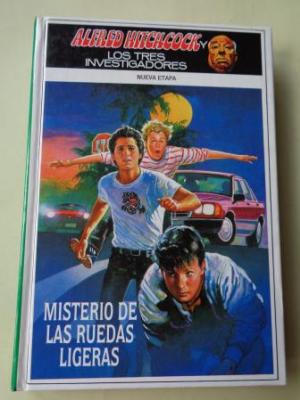 ALFRED HITCHCOCK Y
LOS TRES
INVESTIGADORES
NUEVA ETAPA
MISTERIO DE
LAS RUEDAS
LIGERAS